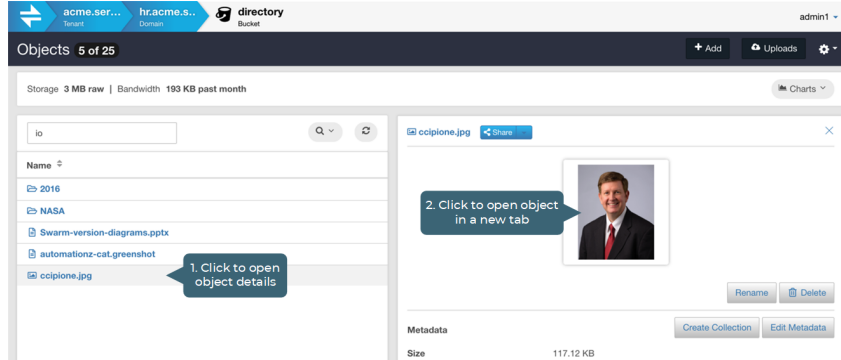 acme.ser... hr.acme.s.. directory
Tenant Domain Bucket
admin1
Objects 5 of 25
+ Add Uploads
Storage 3 MB raw | Bandwidth 193 KB past month
Charts
io
ccipione.jpg Share
Name
2016
NASA
Swarm-version-diagrams.pptx
automationz-cat.greenshot
ccipione.jpg
1. Click to open
object details
2. Click to open object
in a new tab
Rename Delete
Metadata Create Collection Edit Metadata
Size 117.12 KB